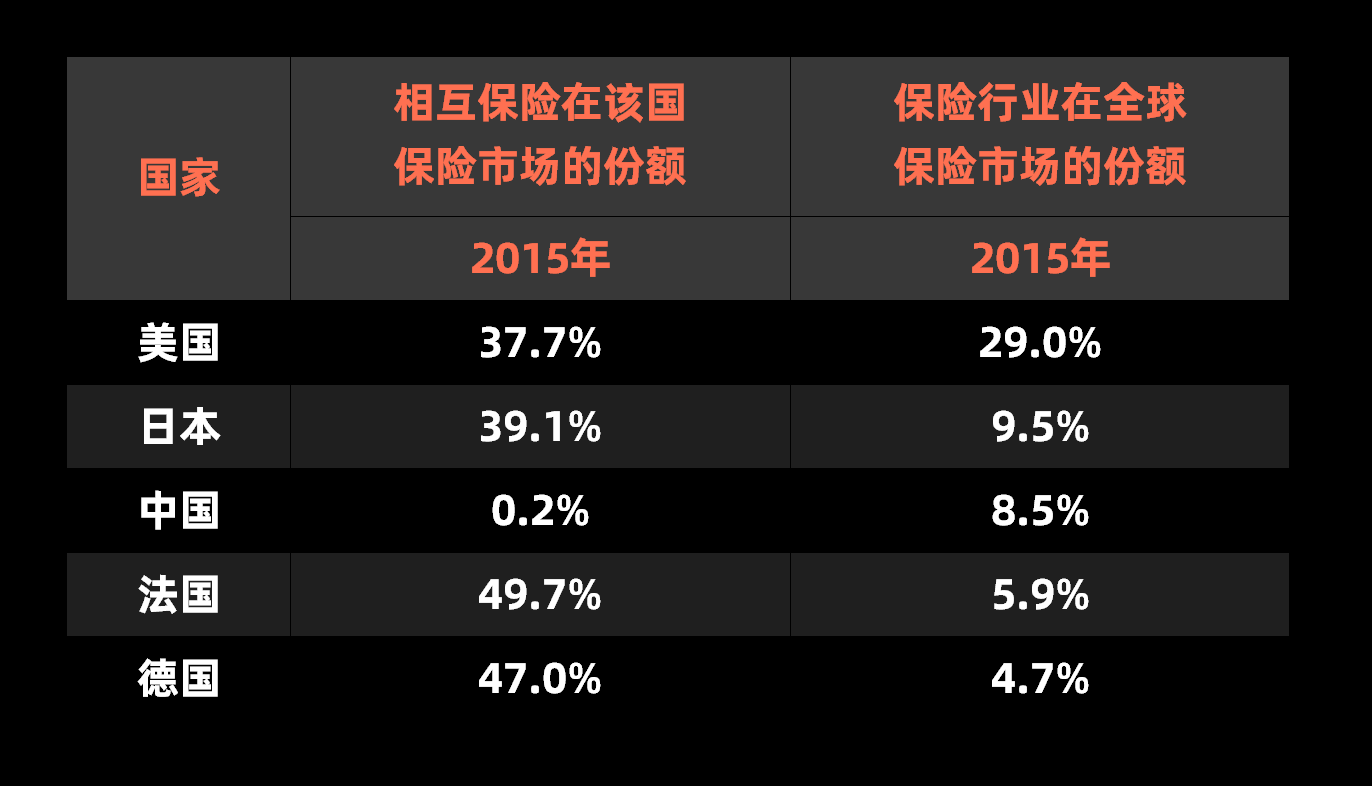 国家
相互保险在该国
保险市场的份额
保险行业在全球
保险市场的份额
2015年
2015年
美国 37.7% 29.0%
日本 39.1% 9.5%
中国 0.2% 8.5%
法国 49.7% 5.9%
德国 47.0% 4.7%